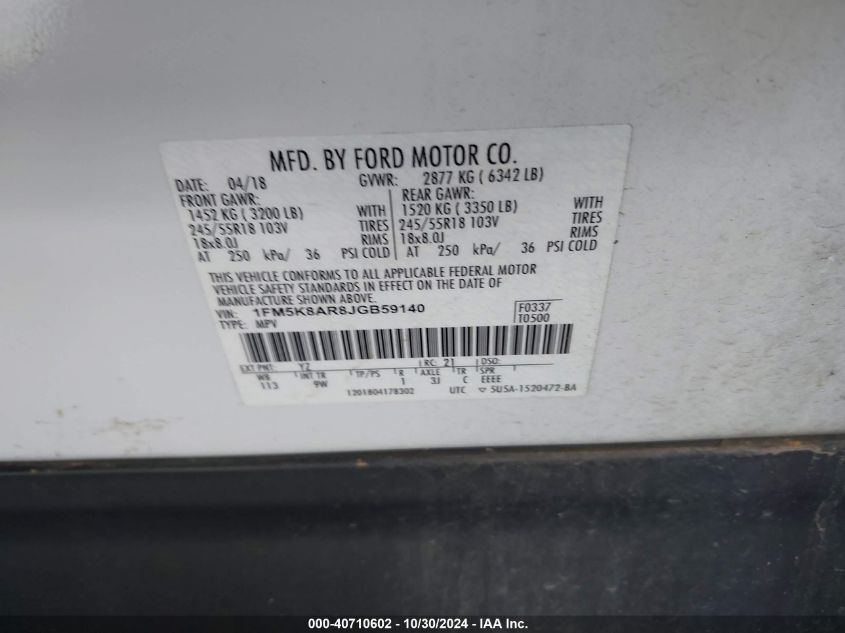 MFD. BY FORD MOTOR CO.
DATE: 04/18 GVWR: 2877 KG ( 6342 LB)
FRONT GAWR: REAR GAWR:
1452 KG ( 3200 LB) WITH 1520 KG ( 3350 LB) WITH
245/55R18 103V TIRES 245/55R18 103V TIRES
18x8.0J RIMS 18x8.0J RIMS
AT 250 kPa/ 36 PSI COLD AT 250 kPa/ 36 PSI COLD
THIS VEHICLE CONFORMS TO ALL APPLICABLE FEDERAL MOTOR
VEHICLE SAFETY STANDARDS IN EFFECT ON THE DATE OF
MANUFACTURE SHOWN ABOVE.
VIN: 1FM5K8AR8JGB59140 F0337
TYPE: MPV T0500
EXT PNT: YZ RC: 21 DSO:
WB INT TR TP/PS R AXLE TR SPR
113 9W 1 3J C EEEE
1201804178302 UTC ▽ 5USA-1520472-BA
000-40710602 - 10/30/2024 - IAA Inc.